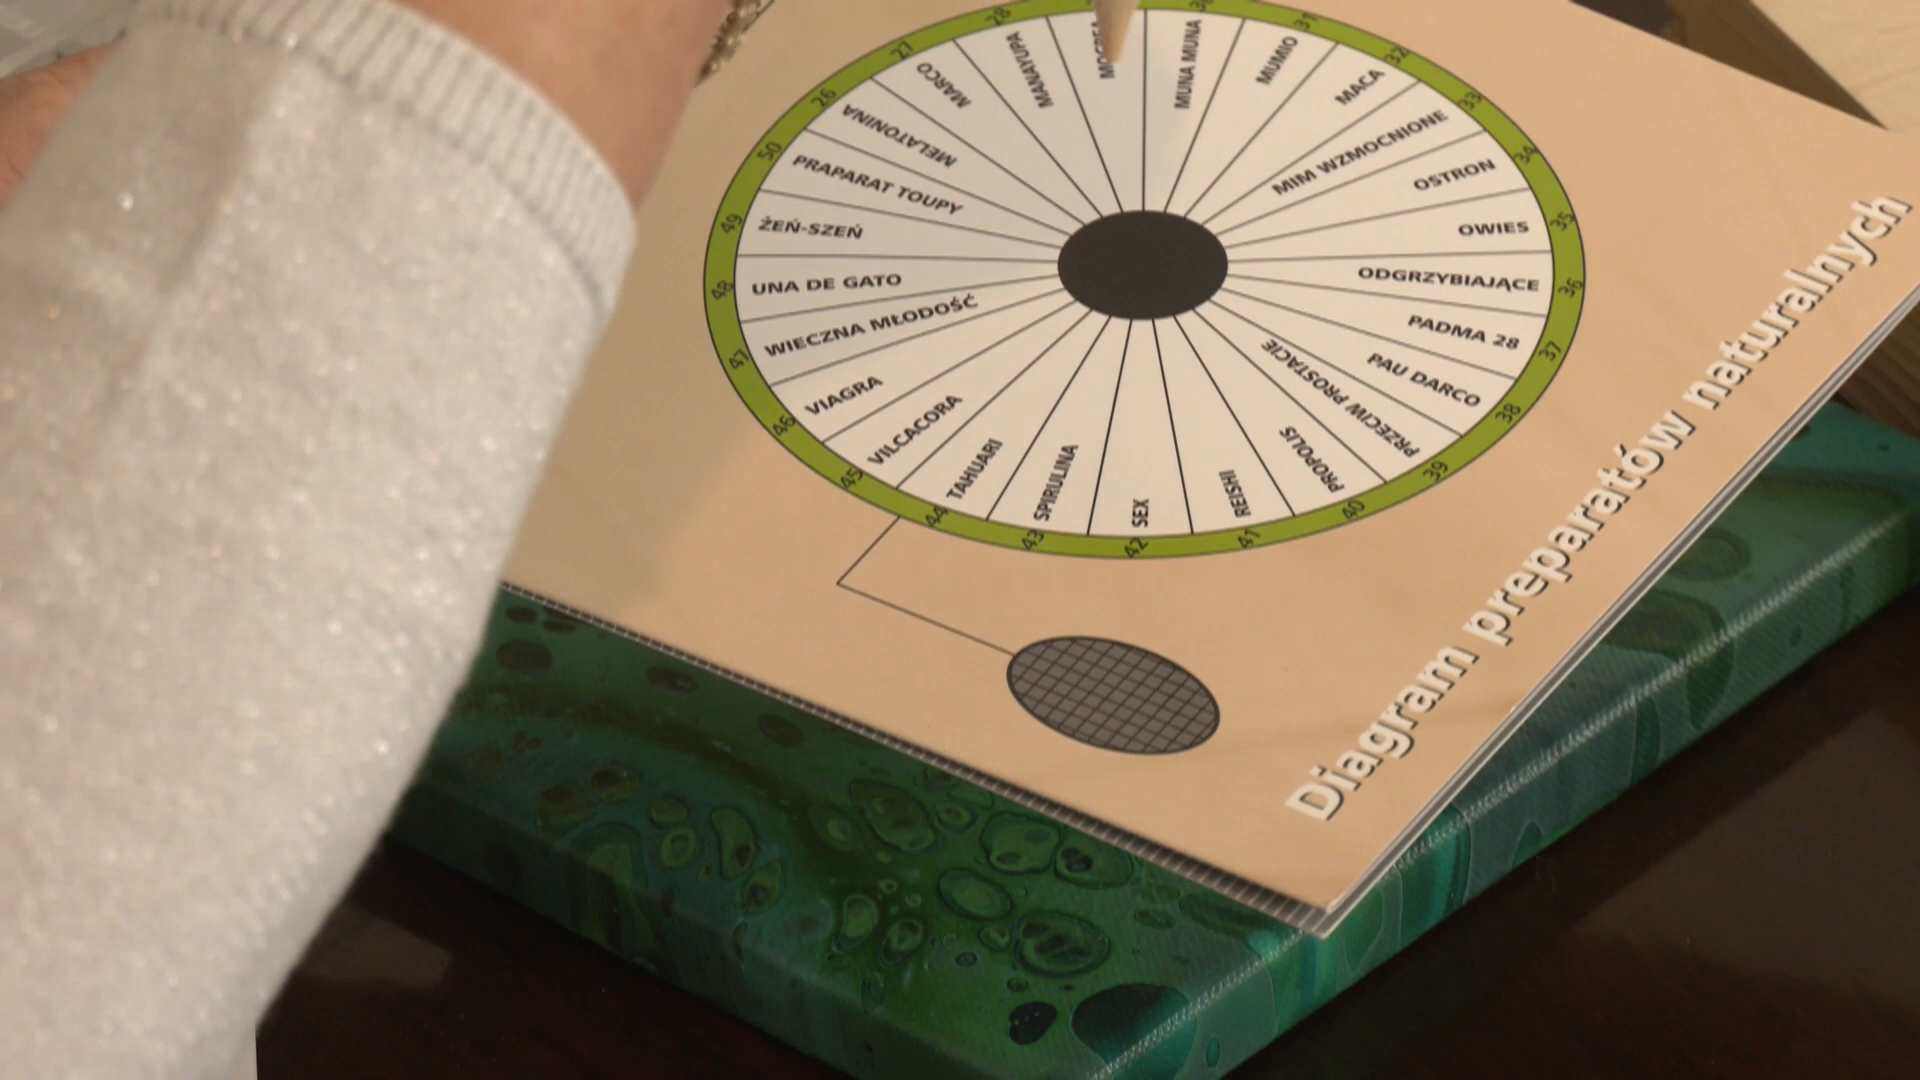 26
MELATONINA
27
MARCO
28
MANAYUPA
MUNA MUNA
31
MUMIO
32
MACA
33
MIM WZMOCNIONE
34
OSTRON
35
OWIES
36
ODGRZYBIAJĄCE
37
PADMA 28
38
PAU DARCO
39
PRZECIW PROSTACIE
40
PROPOLIS
41
REISHI
42
SEX
43
SPIRULINA
44
TAHUARI
45
VILCACORA
46
VIAGRA
47
WIECZNA MŁODOŚĆ
48
UNA DE GATO
49
ŻEŃ-SZEŃ
50
PRAPARAT TOUPY
Diagram preparatów naturalnych